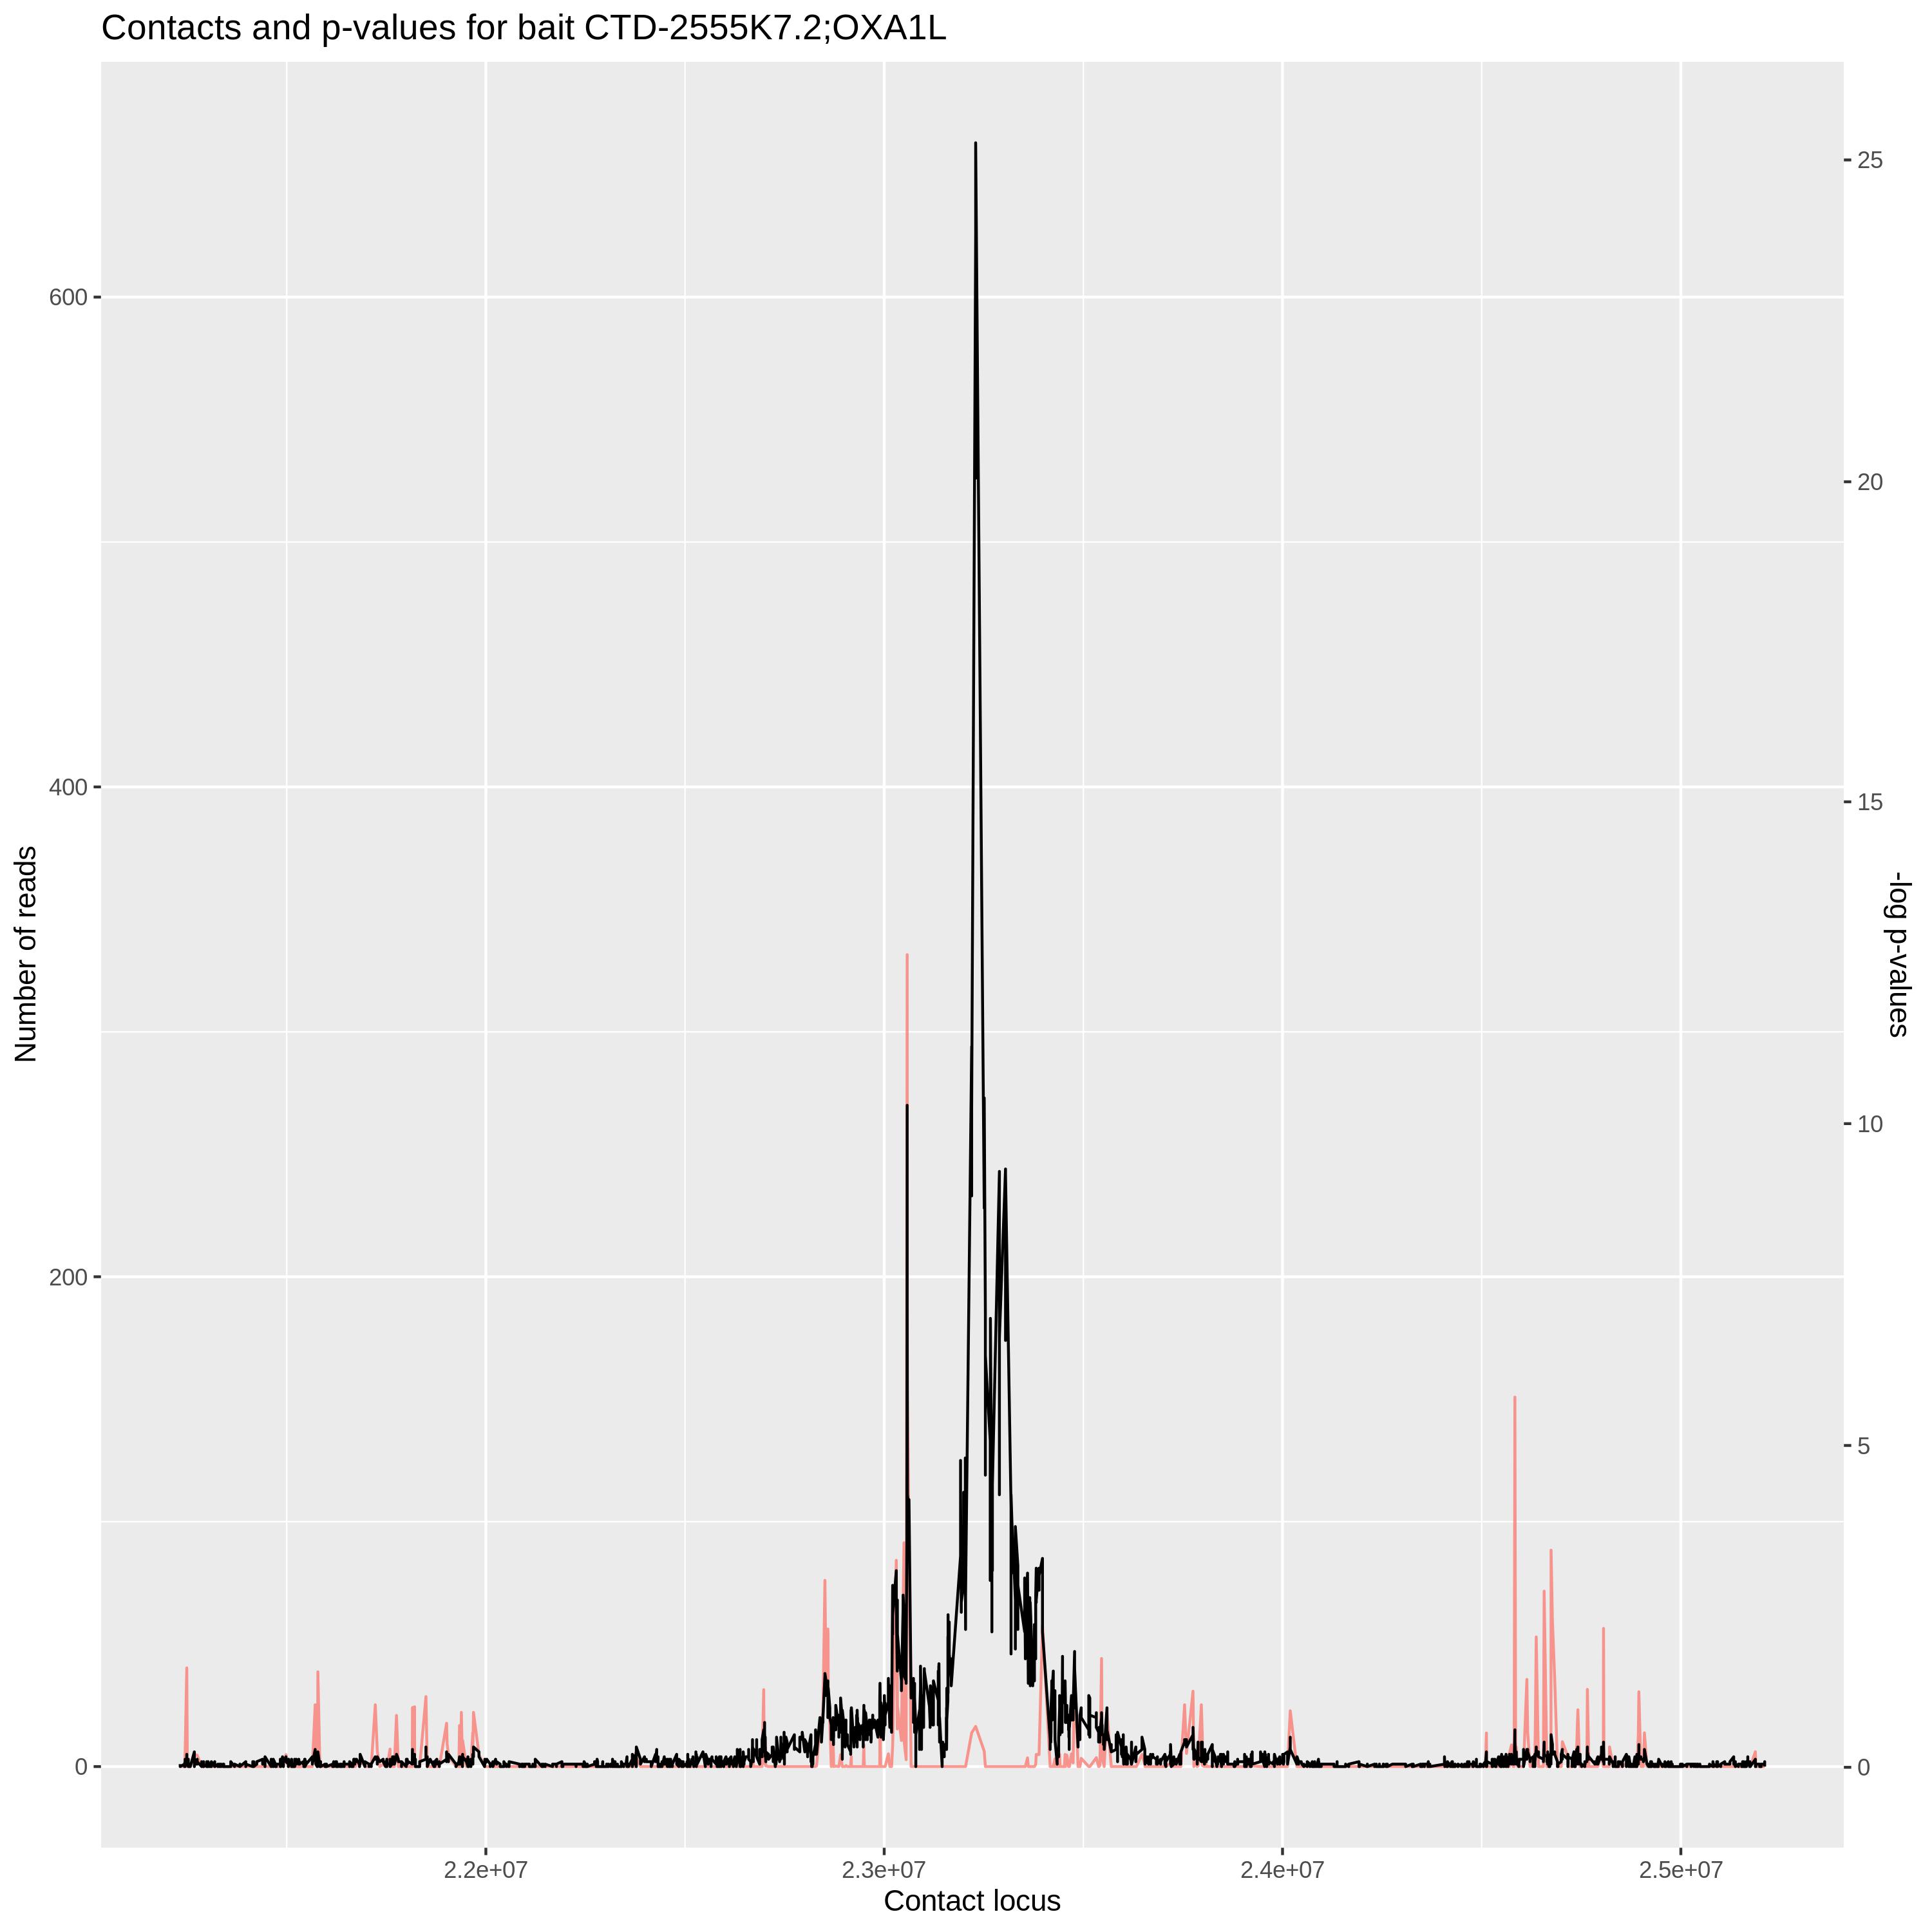 Contacts and p-values for bait CTD-2555K7.2;OXA1L
Number of reads
600
400
200
0
25
20
15
10
5
0
-log p-values
2.2e+07
2.3e+07
2.4e+07
2.5e+07
Contact locus